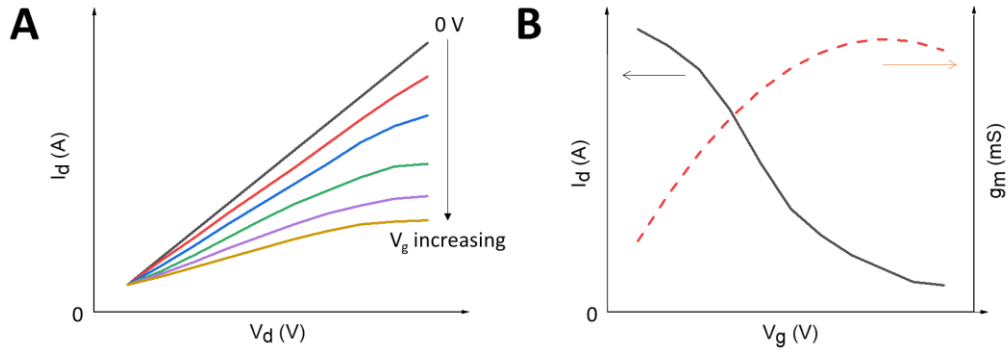 A
0 V
I_d (A)
V_g increasing
0
V_d (V)
B
I_d (A)
g_m (mS)
0
V_g (V)